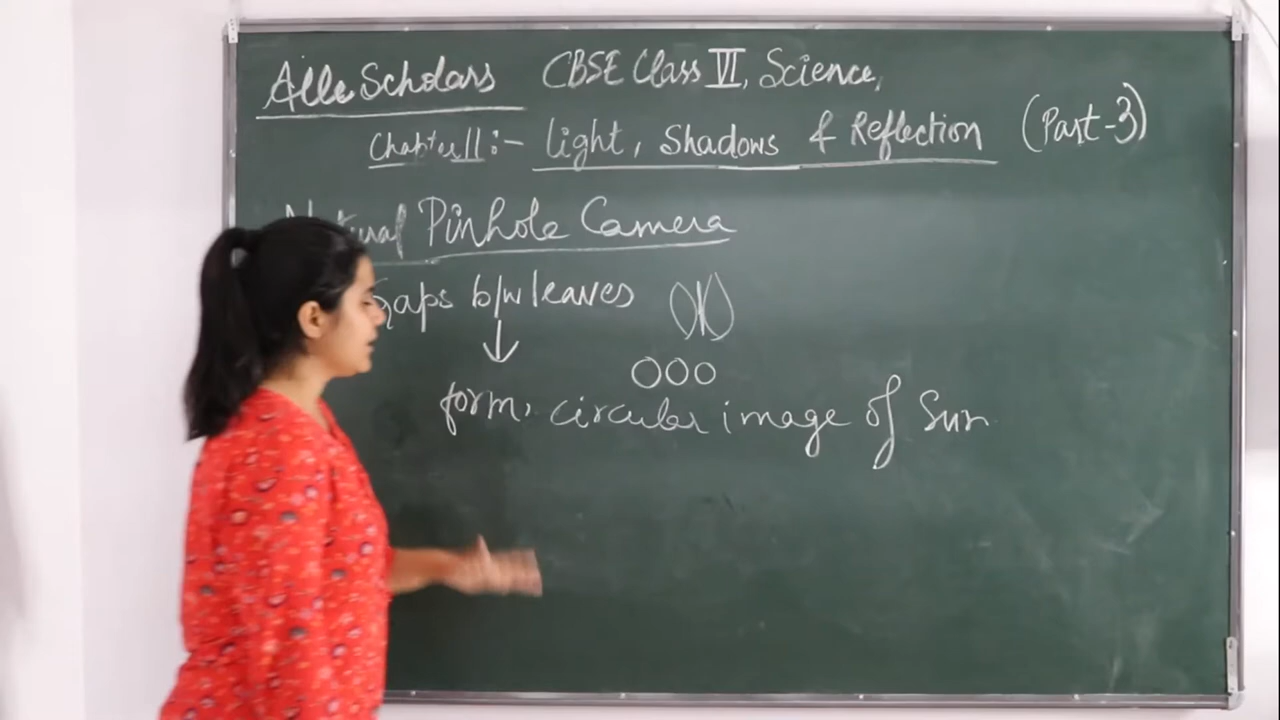 Alle Scholars CBSE Class VI, Science,
Chapter 11 :- Light, Shadows & Reflection (Part-3)
Natural Pinhole Camera
Gaps b/w leaves
form, circular image of Sun